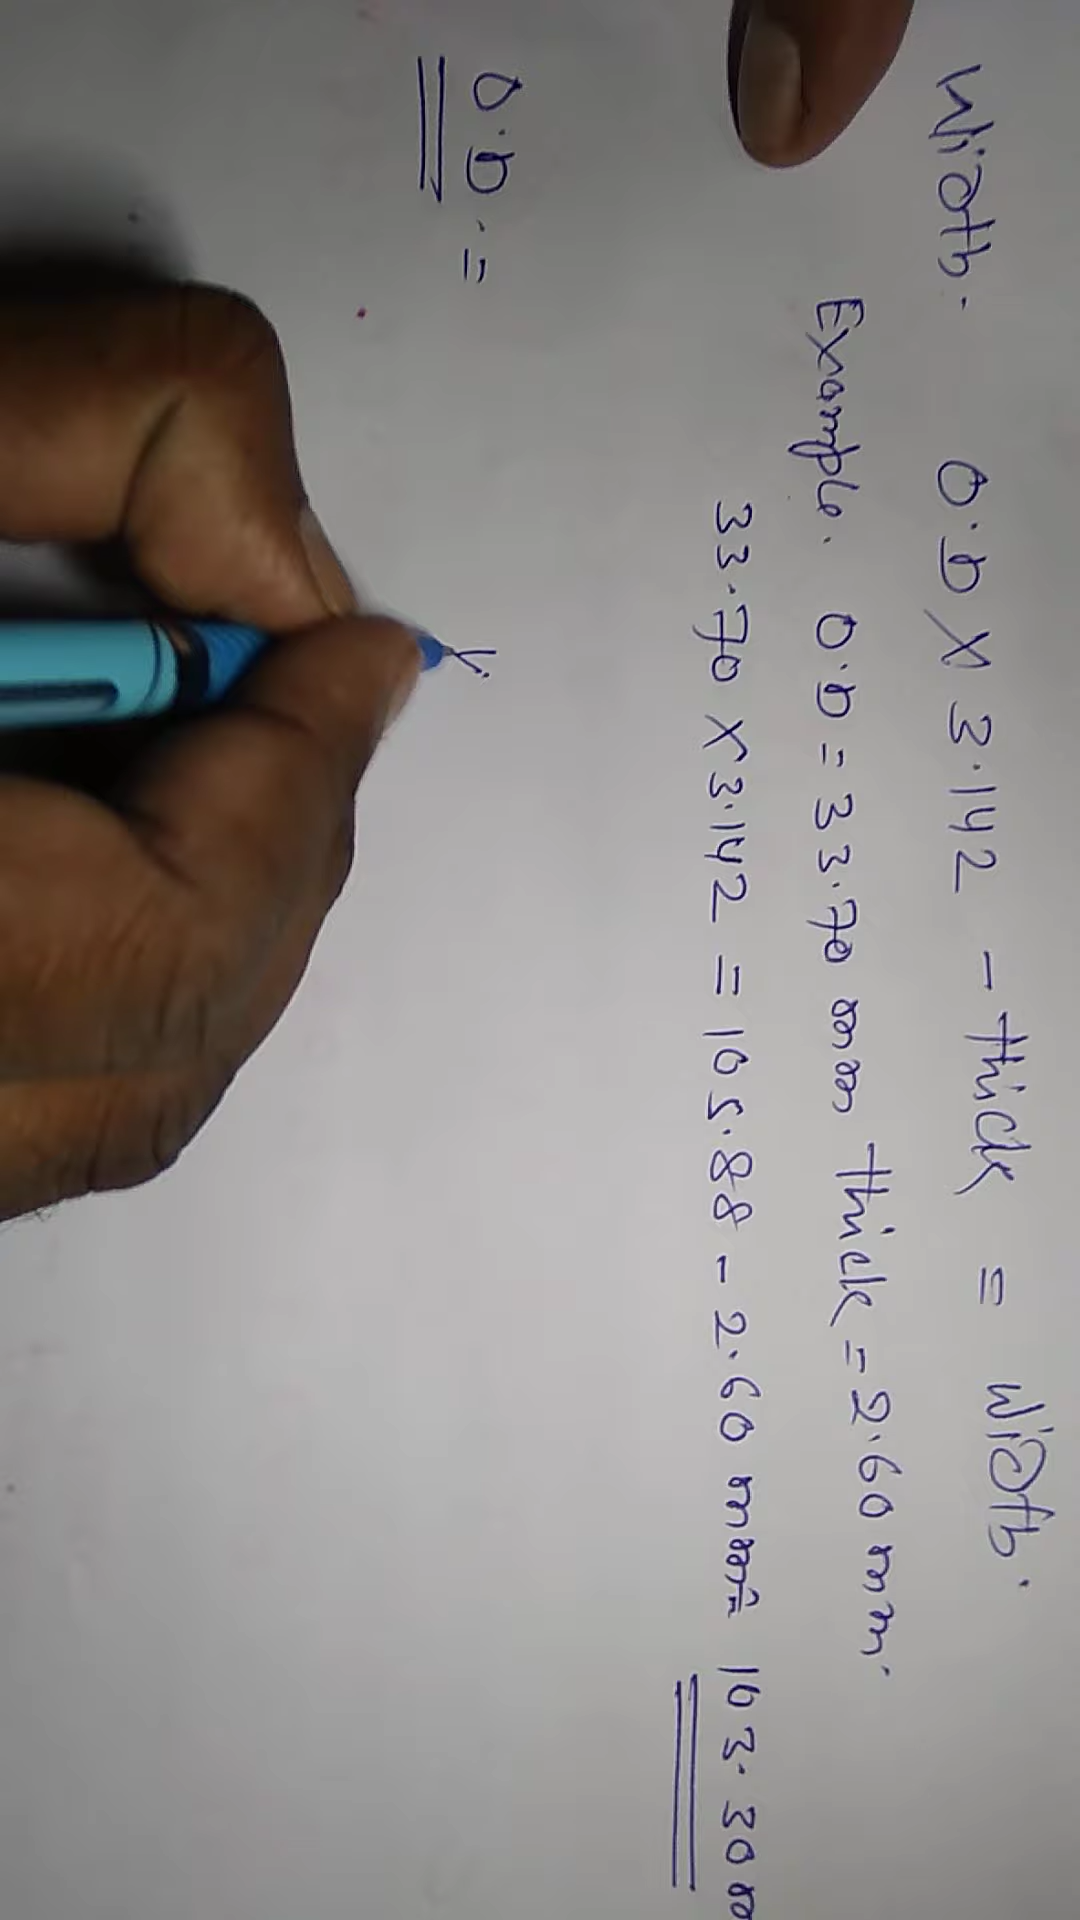 Width. O.D X 3.142 - Thick = Width.
Example. O.D = 33.70 mm Thick = 2.60 mm.
33.70 X 3.142 = 105.88 - 2.60 mm = 103.30 m
O.D. =